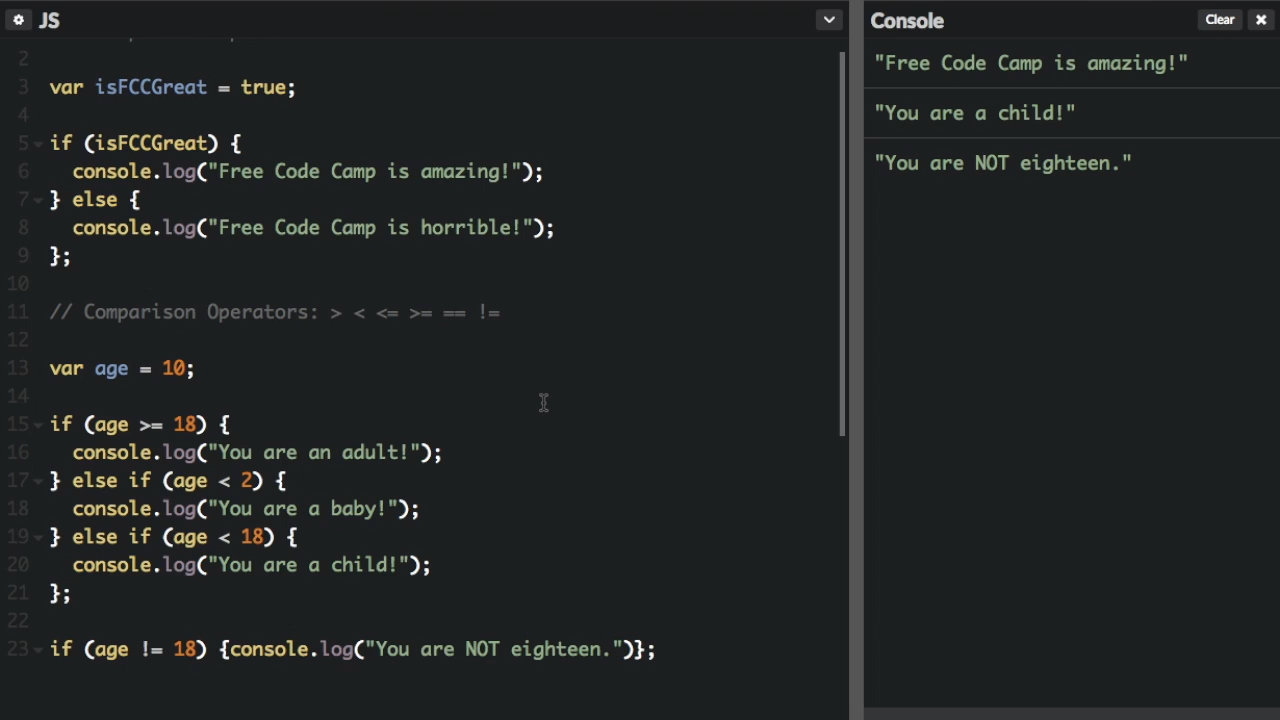 JS
2
3 var isFCCGreat = true;
4
5 if (isFCCGreat) {
6 console.log("Free Code Camp is amazing!");
7 } else {
8 console.log("Free Code Camp is horrible!");
9 };
10
11 // Comparison Operators: > < <= >= == !=
12
13 var age = 10;
14
15 if (age >= 18) {
16 console.log("You are an adult!");
17 } else if (age < 2) {
18 console.log("You are a baby!");
19 } else if (age < 18) {
20 console.log("You are a child!");
21 };
22
23 if (age != 18) {console.log("You are NOT eighteen.")};
Console Clear
"Free Code Camp is amazing!"
"You are a child!"
"You are NOT eighteen."